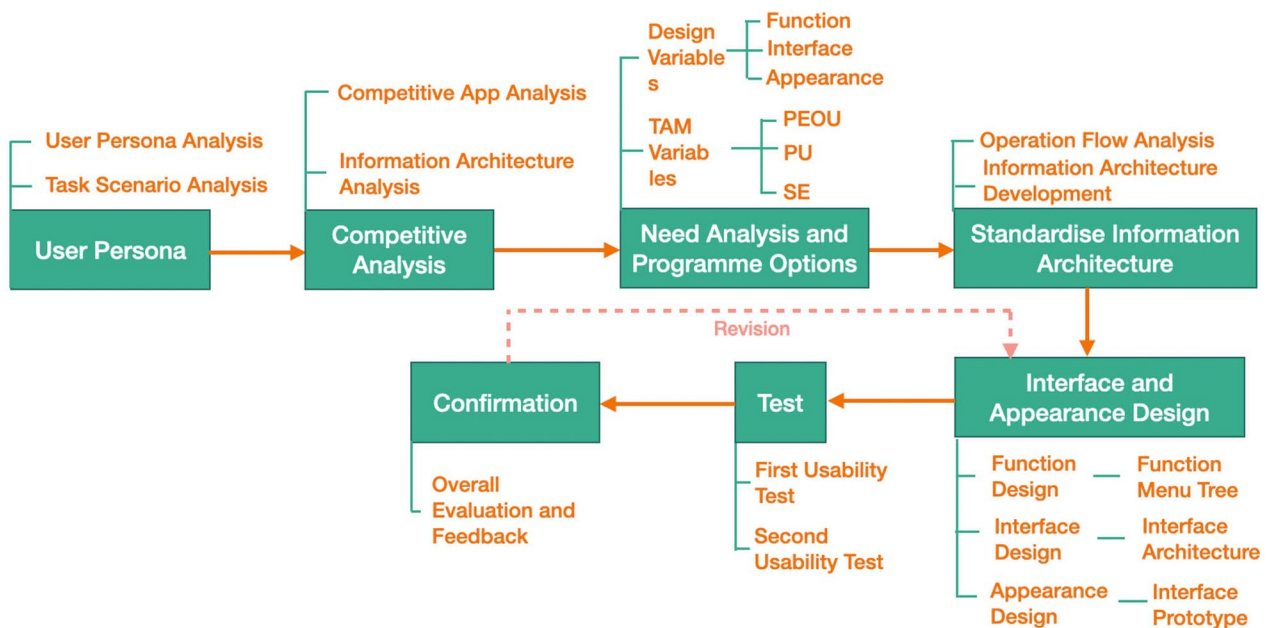 User Persona Analysis
Task Scenario Analysis
User Persona
Competitive App Analysis
Information Architecture
Analysis
Competitive
Analysis
Design
Variable
s
Function
Interface
Appearance
TAM
Variab
les
PEOU
PU
SE
Need Analysis and
Programme Options
Operation Flow Analysis
Information Architecture
Development
Standardise Information
Architecture
Revision
Interface and
Appearance Design
Function
Design
Function
Menu Tree
Interface
Design
Interface
Architecture
Appearance
Design
Interface
Prototype
Test
First Usability
Test
Second
Usability Test
Confirmation
Overall
Evaluation and
Feedback